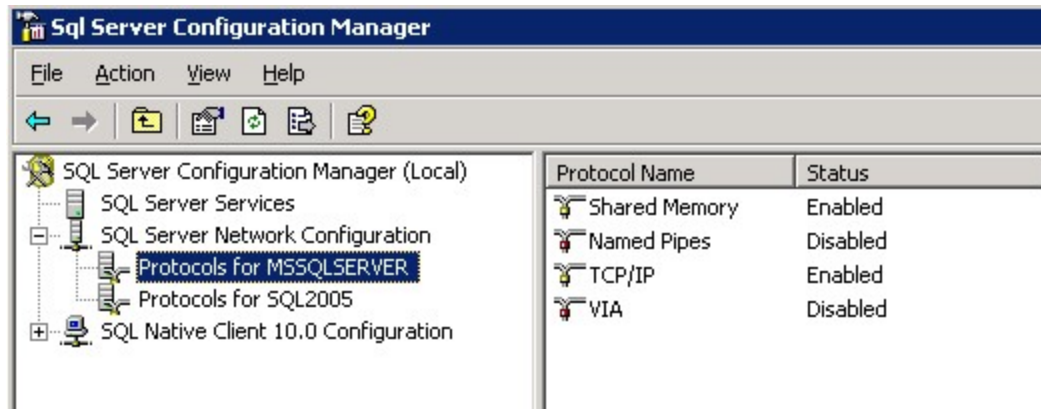 Sql Server Configuration Manager
File Action View Help
SQL Server Configuration Manager (Local)
SQL Server Services
SQL Server Network Configuration
Protocols for MSSQLSERVER
Protocols for SQL2005
SQL Native Client 10.0 Configuration
Protocol Name Status
Shared Memory Enabled
Named Pipes Disabled
TCP/IP Enabled
VIA Disabled